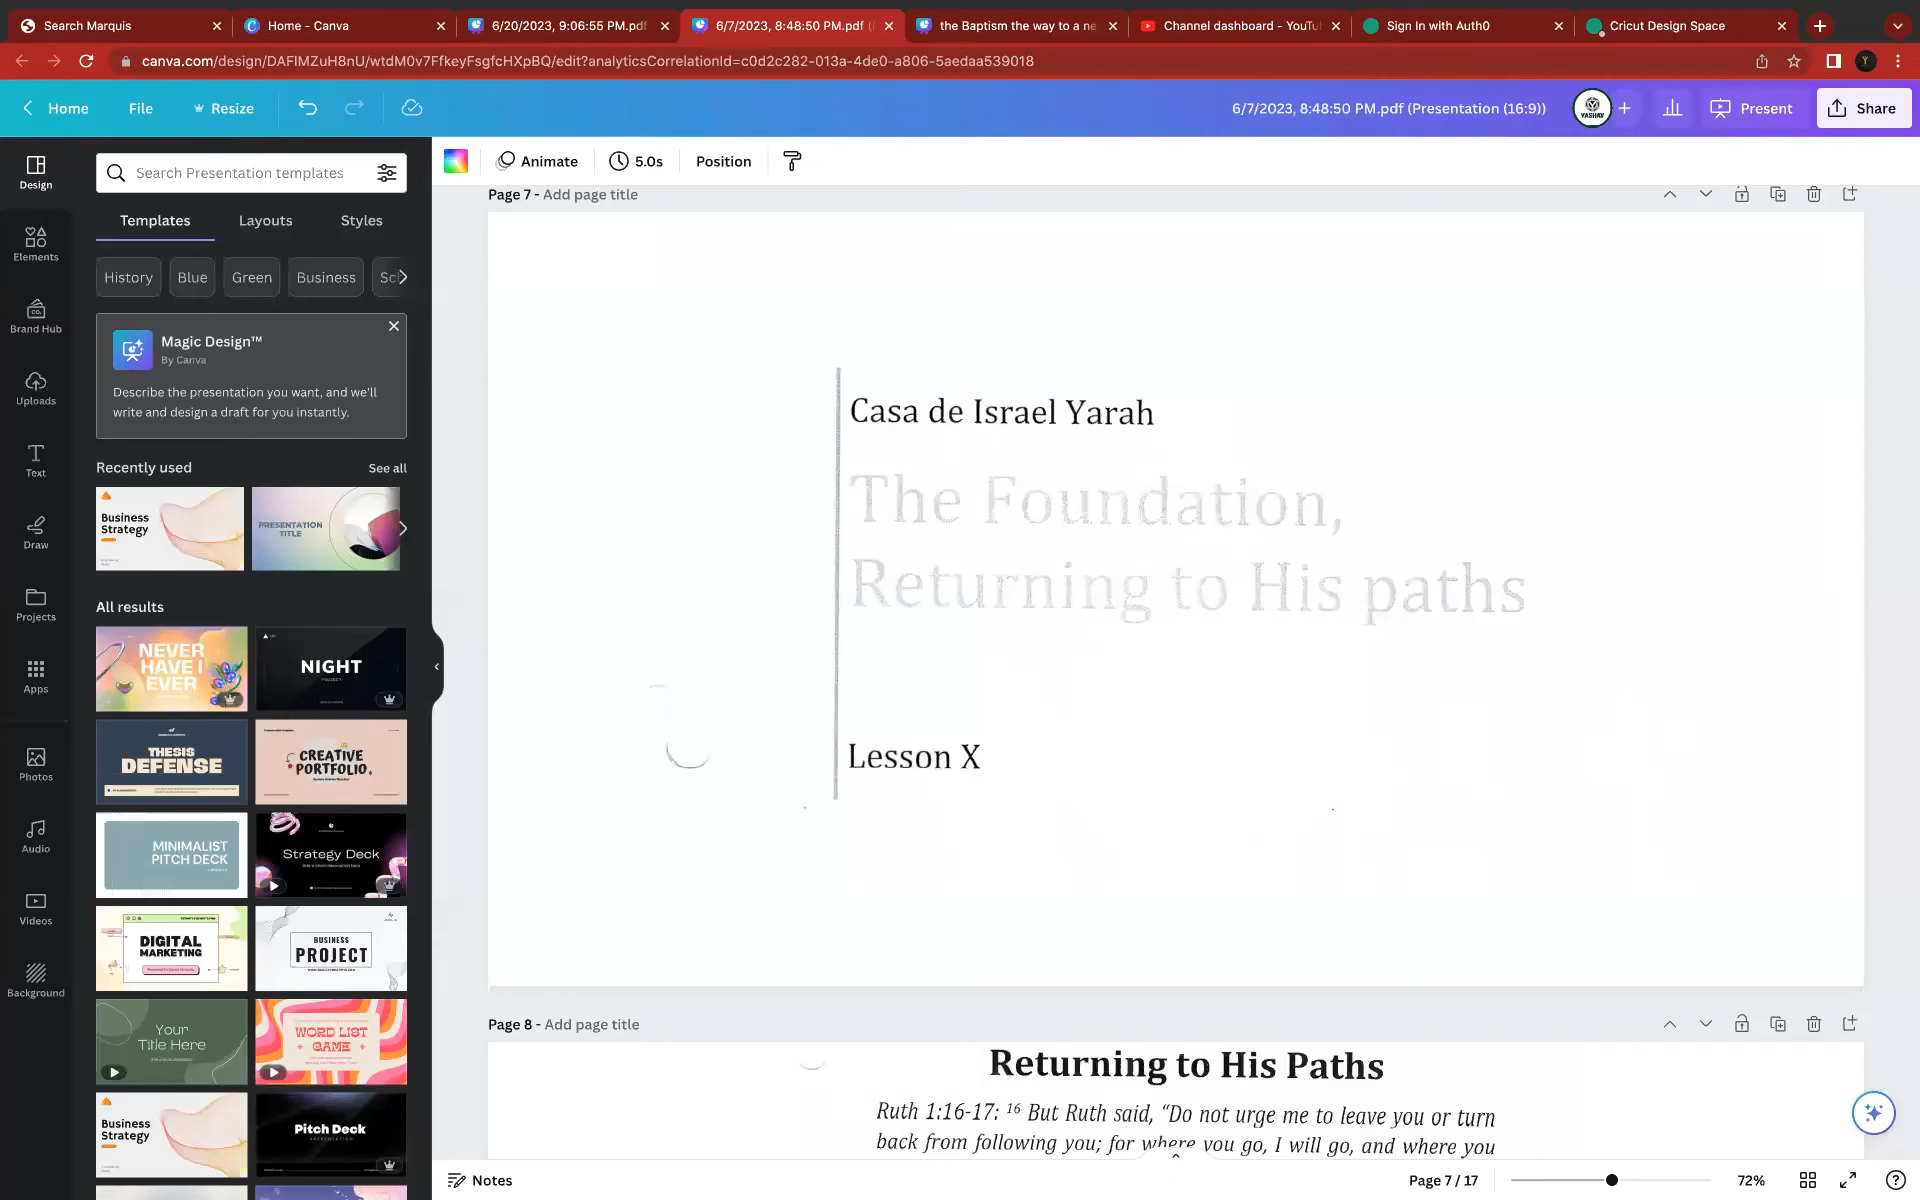 Search Marquis
Home - Canva
6/20/2023, 9:06:55 PM.pdf
6/7/2023, 8:48:50 PM.pdf (
the Baptism the way to a ne
Channel dashboard - YouTu
Sign In with Auth0
Cricut Design Space
canva.com/design/DAFlMZuH8nU/wtdM0v7FfkeyFsgfcHXpBQ/edit?analyticsCorrelationId=c0d2c282-013a-4de0-a806-5aedaa539018
Home
File
Resize
6/7/2023, 8:48:50 PM.pdf (Presentation (16:9))
YASHAV
Present
Share
Design
Elements
Brand Hub
Uploads
Text
Draw
Projects
Apps
Photos
Audio
Videos
Background
Search Presentation templates
Templates
Layouts
Styles
History
Blue
Green
Business
Sc
Magic Design™
By Canva
Describe the presentation you want, and we'll
write and design a draft for you instantly.
Recently used
See all
Business
Strategy
PRESENTATION
TITLE
All results
NEVER
HAVE I
EVER
NIGHT
PROJECT
THESIS
DEFENSE
CREATIVE
PORTFOLIO
MINIMALIST
PITCH DECK
Strategy Deck
DIGITAL
MARKETING
BUSINESS
PROJECT
Your
Title Here
WORD LIST
GAME
Business
Strategy
Pitch Deck
Animate
5.0s
Position
Page 7 - Add page title
Casa de Israel Yarah
The Foundation,
Returning to His paths
Lesson X
Page 8 - Add page title
Returning to His Paths
Ruth 1:16-17: 16 But Ruth said, “Do not urge me to leave you or turn
back from following you; for where you go, I will go, and where you
Notes
Page 7 / 17
72%